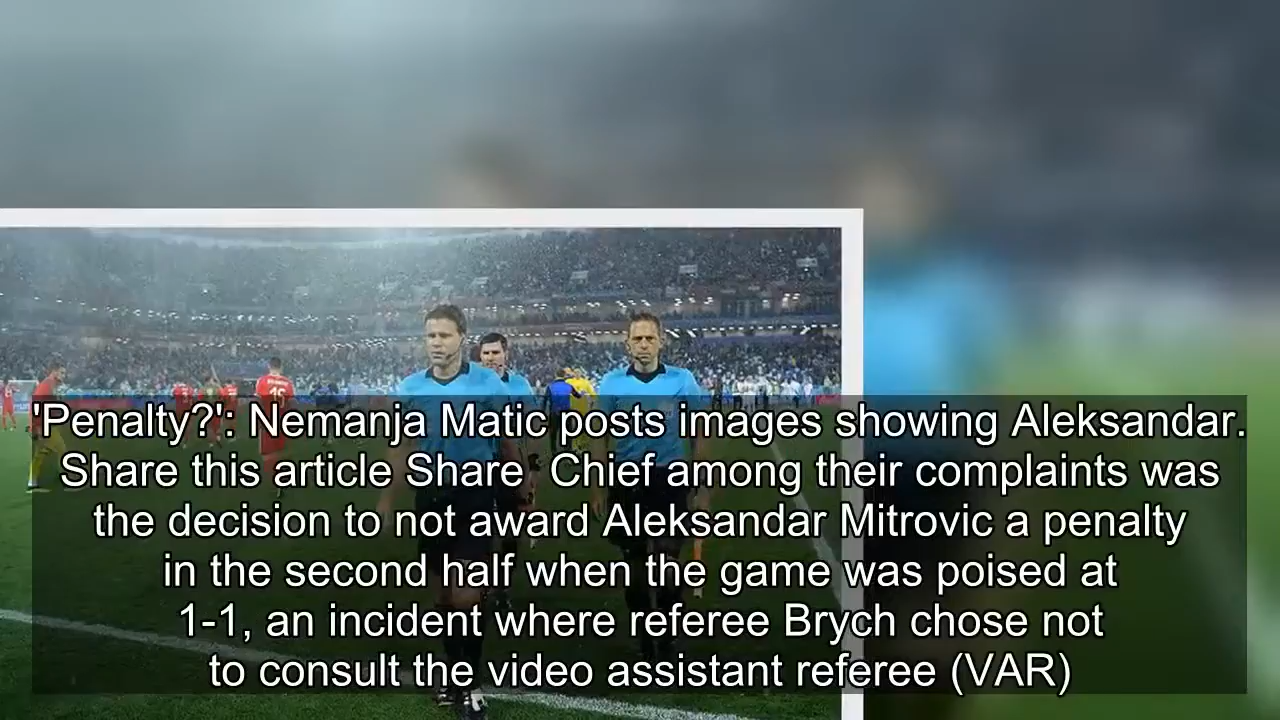 'Penalty?': Nemanja Matic posts images showing Aleksandar.
Share this article Share  Chief among their complaints was
the decision to not award Aleksandar Mitrovic a penalty
in the second half when the game was poised at
1-1, an incident where referee Brych chose not
to consult the video assistant referee (VAR)